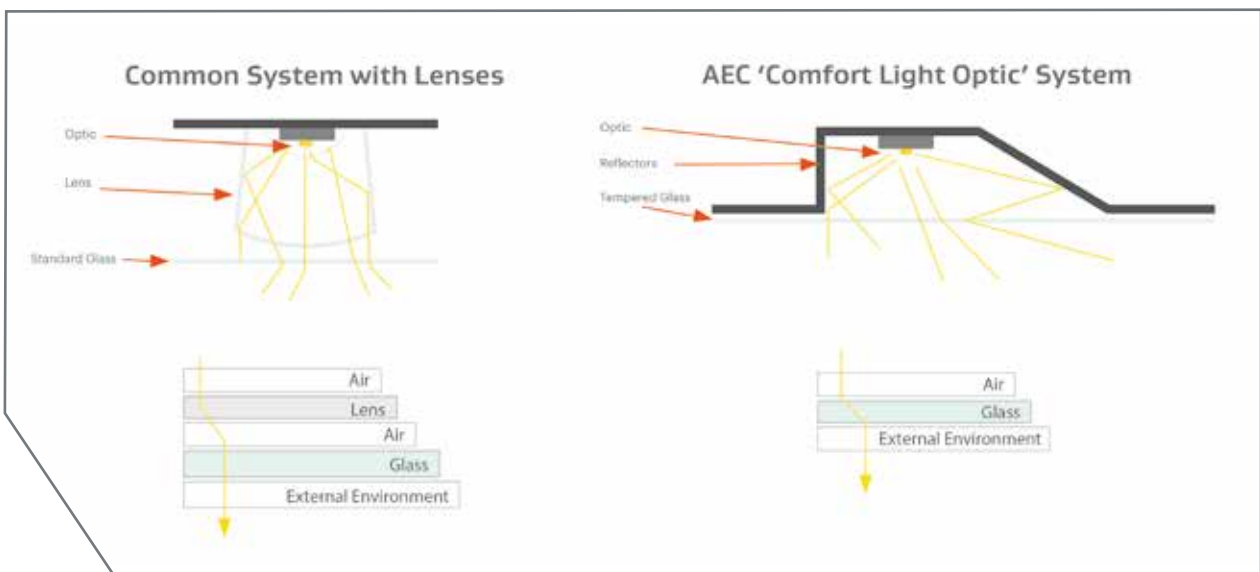 Common System with Lenses
Optic
Lens
Standard Glass
Air
Lens
Air
Glass
External Environment
AEC ‘Comfort Light Optic’ System
Optic
Reflectors
Tempered Glass
Air
Glass
External Environment